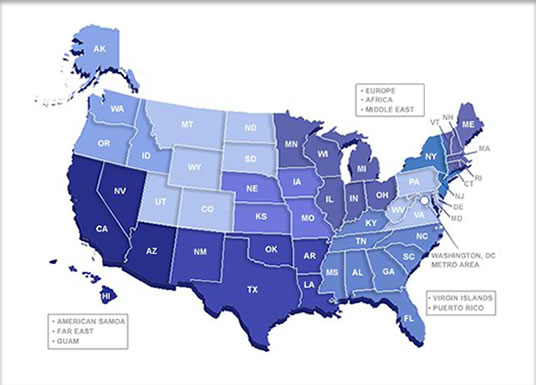 AK
• EUROPE
• AFRICA
• MIDDLE EAST
WA
MT
ND
MN
VT
NH
ME
OR
ID
WY
SD
WI
MI
NY
MA
RI
CT
NV
UT
CO
NE
IA
IL
IN
OH
PA
NJ
DE
MD
CA
KS
MO
KY
WV
VA
AZ
NM
OK
AR
TN
NC
WASHINGTON, DC
METRO AREA
TX
LA
MS
AL
GA
SC
FL
HI
• VIRGIN ISLANDS
• PUERTO RICO
• AMERICAN SAMOA
• FAR EAST
• GUAM